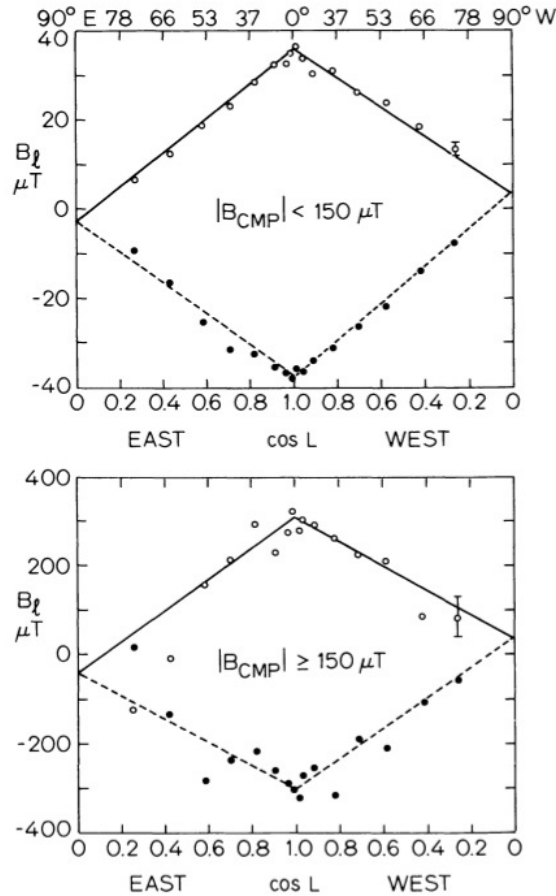 90° E 78 66 53 37 0° 37 53 66 78 90° W
40
20
B_ℓ
μT
0
|B_CMP| < 150 μT
-20
-40
0 0.2 0.4 0.6 0.8 1.0 0.8 0.6 0.4 0.2 0
EAST cos L WEST
400
200
B_ℓ
μT
0
|B_CMP| ≥ 150 μT
-200
-400
0 0.2 0.4 0.6 0.8 1.0 0.8 0.6 0.4 0.2 0
EAST cos L WEST